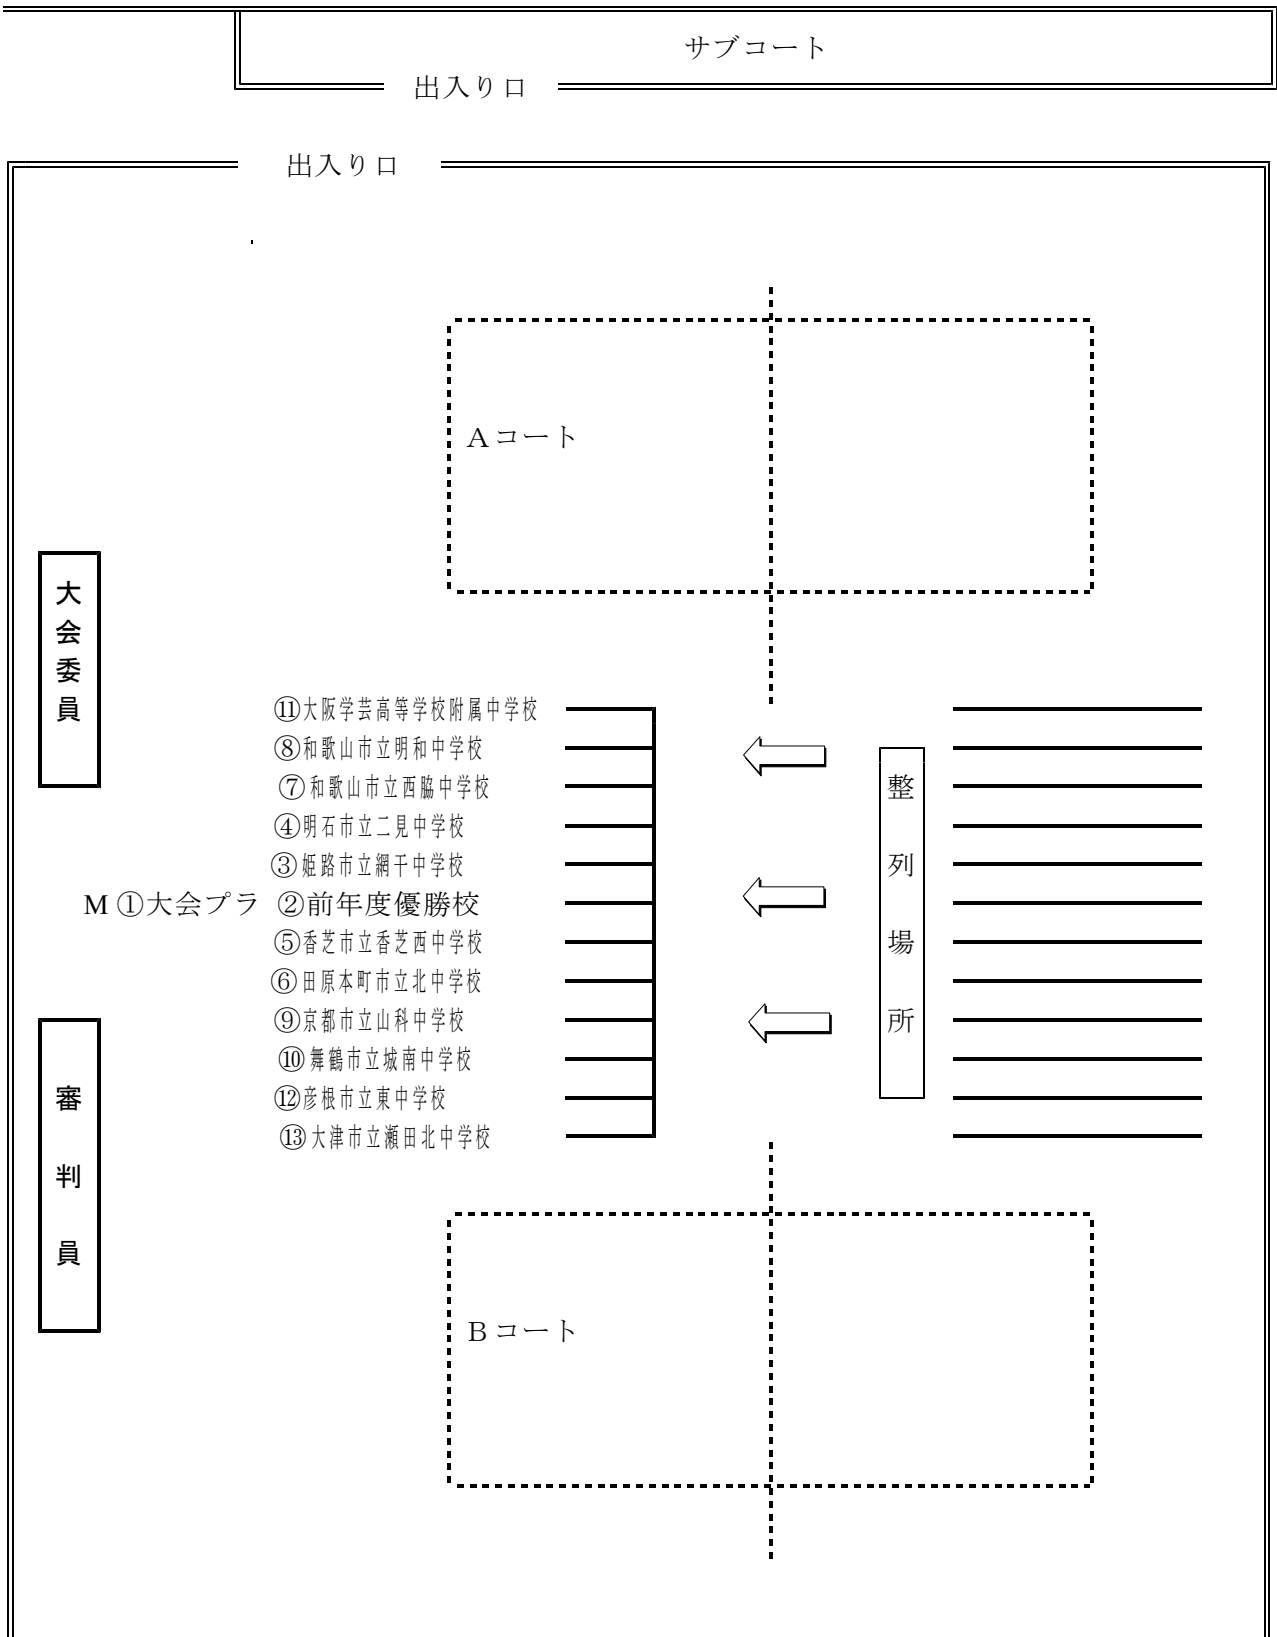 サブコート
出入り口
出入り口
Aコート
大会委員
⑪大阪学芸高等学校附属中学校
⑧和歌山市立明和中学校
⑦和歌山市立西脇中学校
④明石市立二見中学校
③姫路市立網干中学校
M ①大会プラ ②前年度優勝校
⑤香芝市立香芝西中学校
⑥田原本町市立北中学校
⑨京都市立山科中学校
⑩舞鶴市立城南中学校
⑫彦根市立東中学校
⑬大津市立瀬田北中学校
整列場所
審判員
Bコート